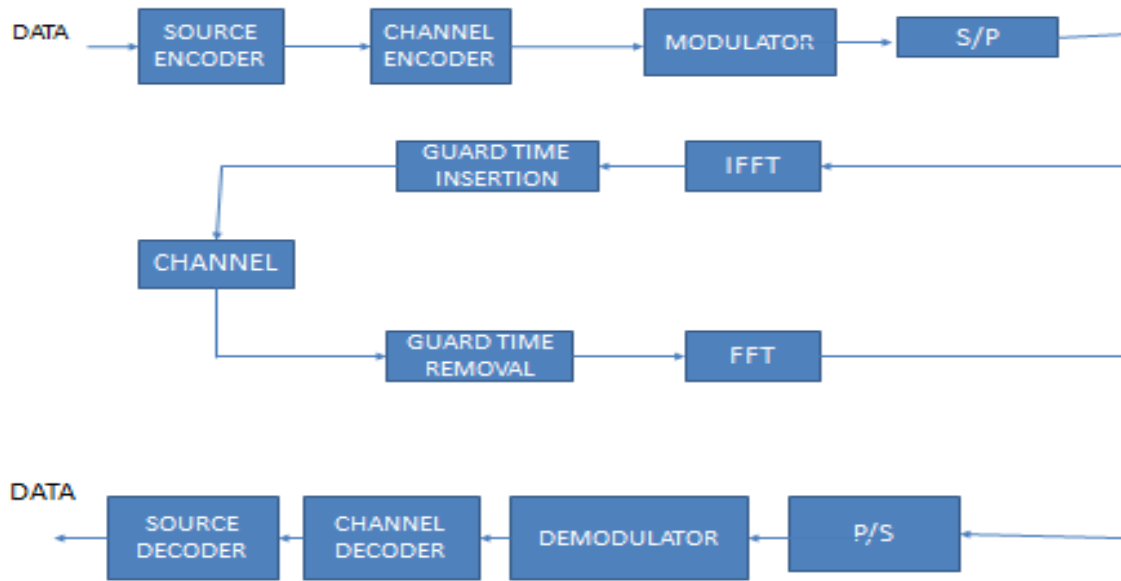 DATA
SOURCE
ENCODER
CHANNEL
ENCODER
MODULATOR
S/P
GUARD TIME
INSERTION
IFFT
CHANNEL
GUARD TIME
REMOVAL
FFT
DATA
SOURCE
DECODER
CHANNEL
DECODER
DEMODULATOR
P/S